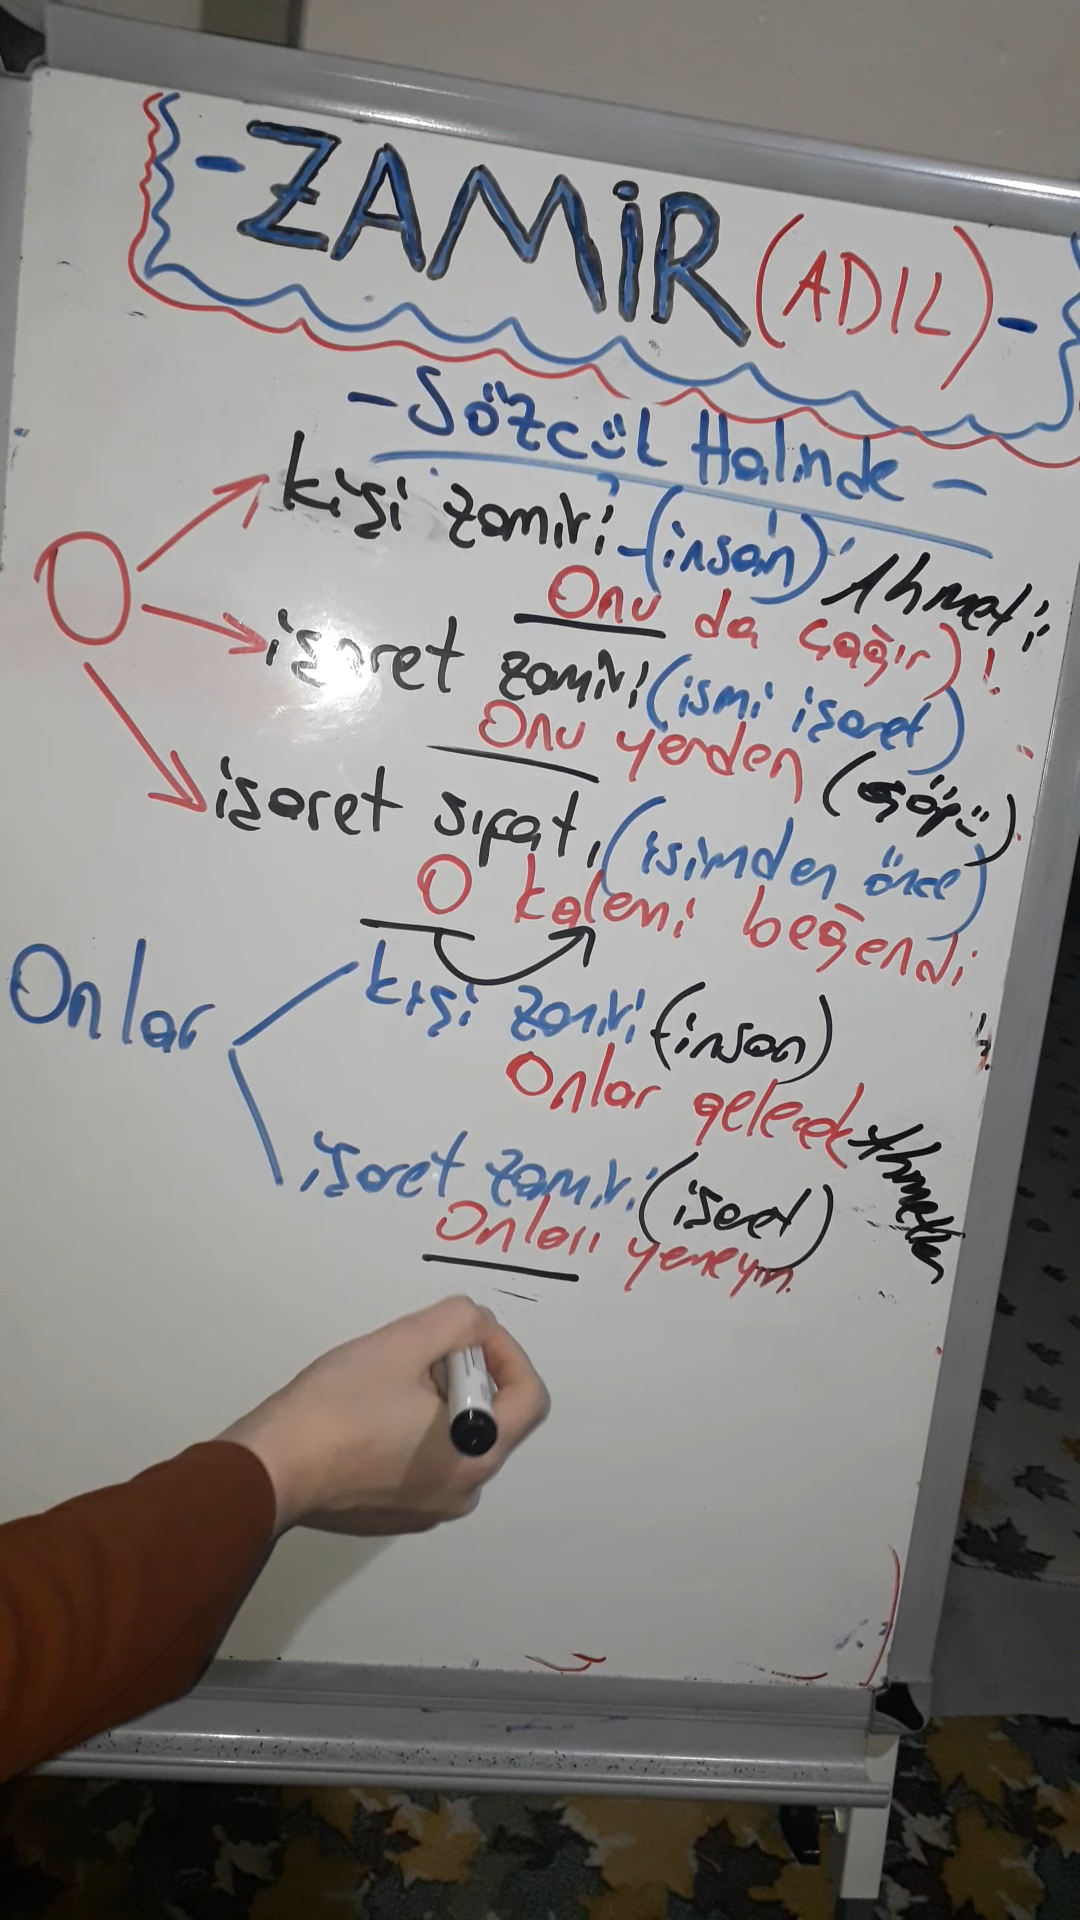 - ZAMİR (ADIL) -
- Sözcük Halinde -
O
kişi zamiri (insan) Ahmet'i
Onu da çağır!
işaret zamiri (ismi işaret)
Onu yerden (çöpü)
işaret sıfatı (isimden önce)
O kalemi beğendi
Onlar
kişi zamiri (insan)
Onlar gelecek Ahmetler
işaret zamiri (işaret)
Onları yemeyin.